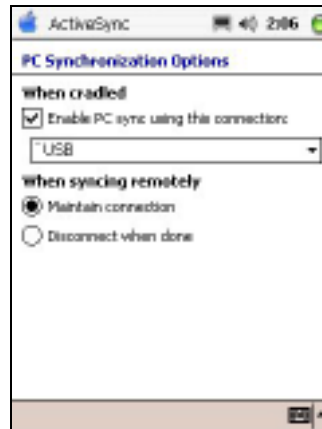 ActiveSync 2:06
PC Synchronization Options
When cradled
Enable PC sync using this connection:
`USB
When syncing remotely
Maintain connection
Disconnect when done